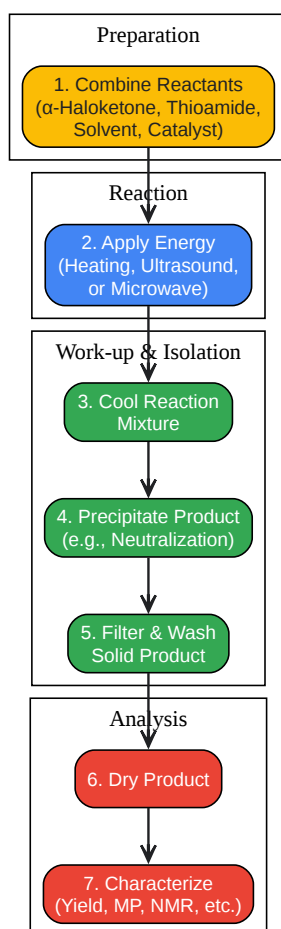 Preparation
1. Combine Reactants
(α-Haloketone, Thioamide,
Solvent, Catalyst)
Reaction
2. Apply Energy
(Heating, Ultrasound,
or Microwave)
Work-up & Isolation
3. Cool Reaction
Mixture
4. Precipitate Product
(e.g., Neutralization)
5. Filter & Wash
Solid Product
Analysis
6. Dry Product
7. Characterize
(Yield, MP, NMR, etc.)